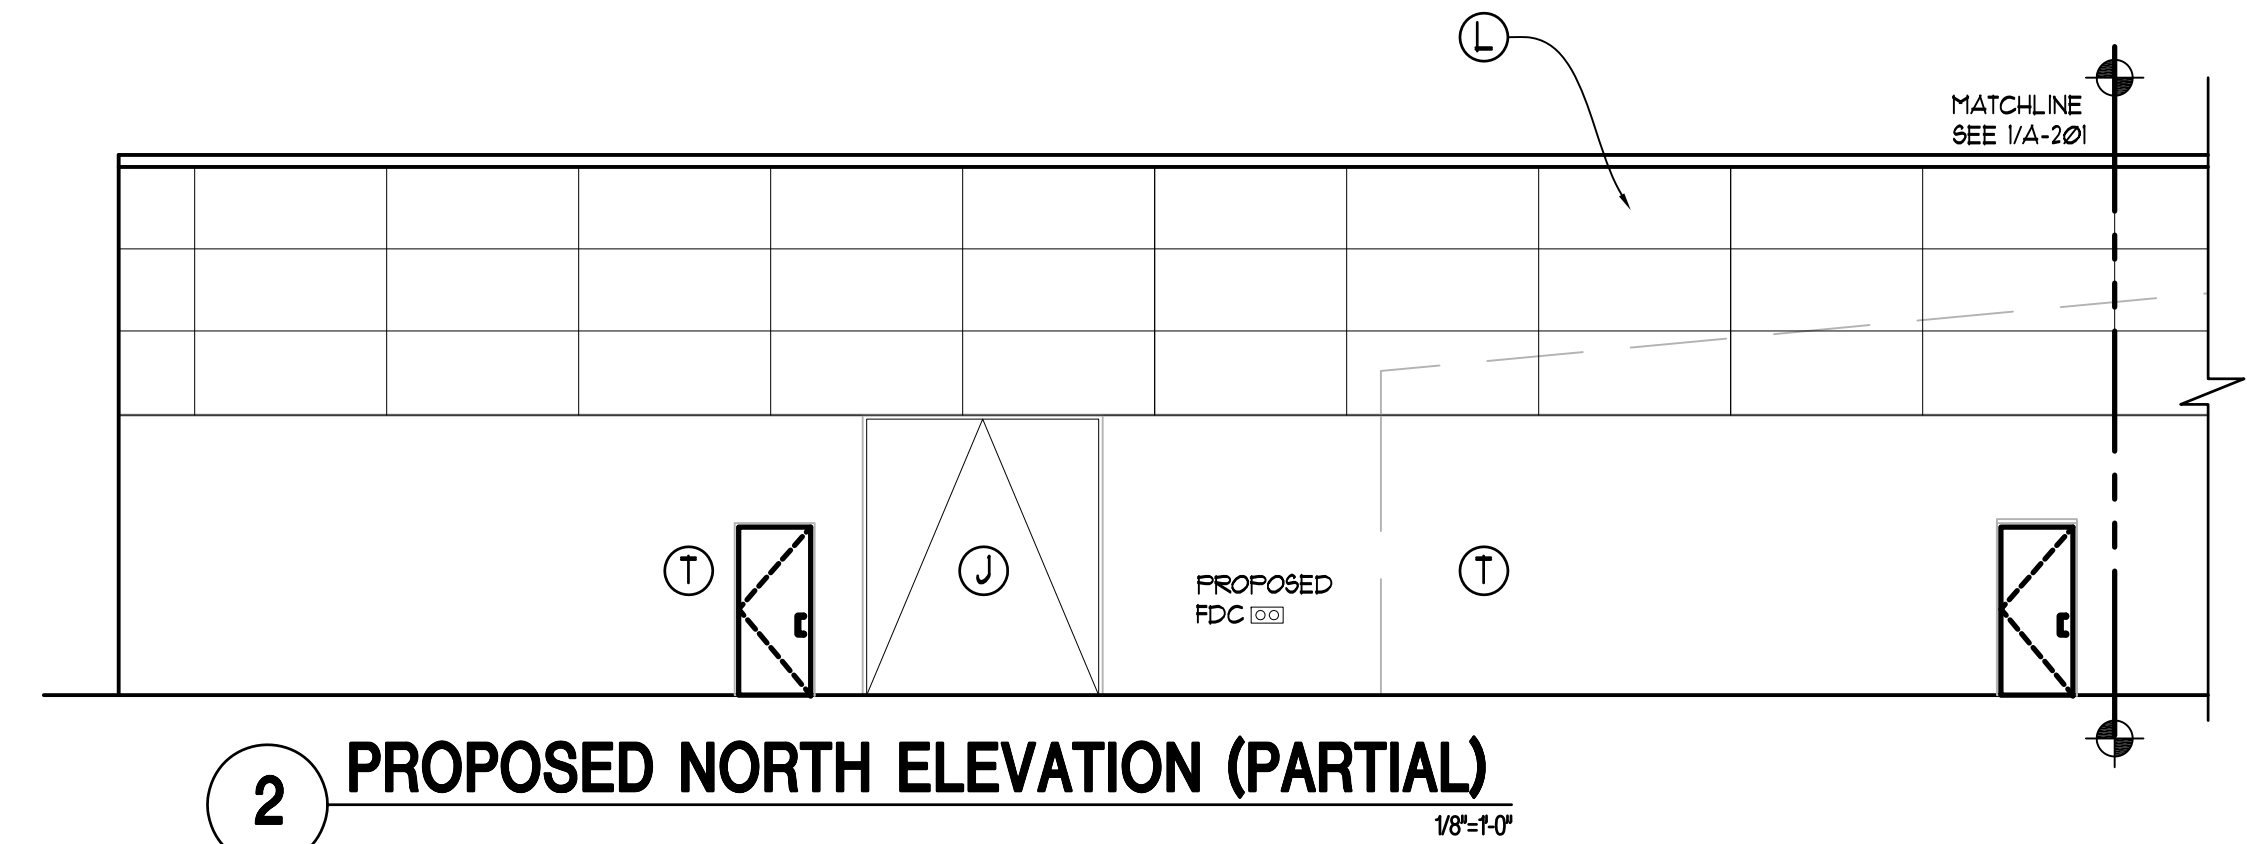 L
MATCHLINE
SEE 1/A-201
T
J
PROPOSED
FDC
T
2
PROPOSED NORTH ELEVATION (PARTIAL)
1/8"=1'-0"